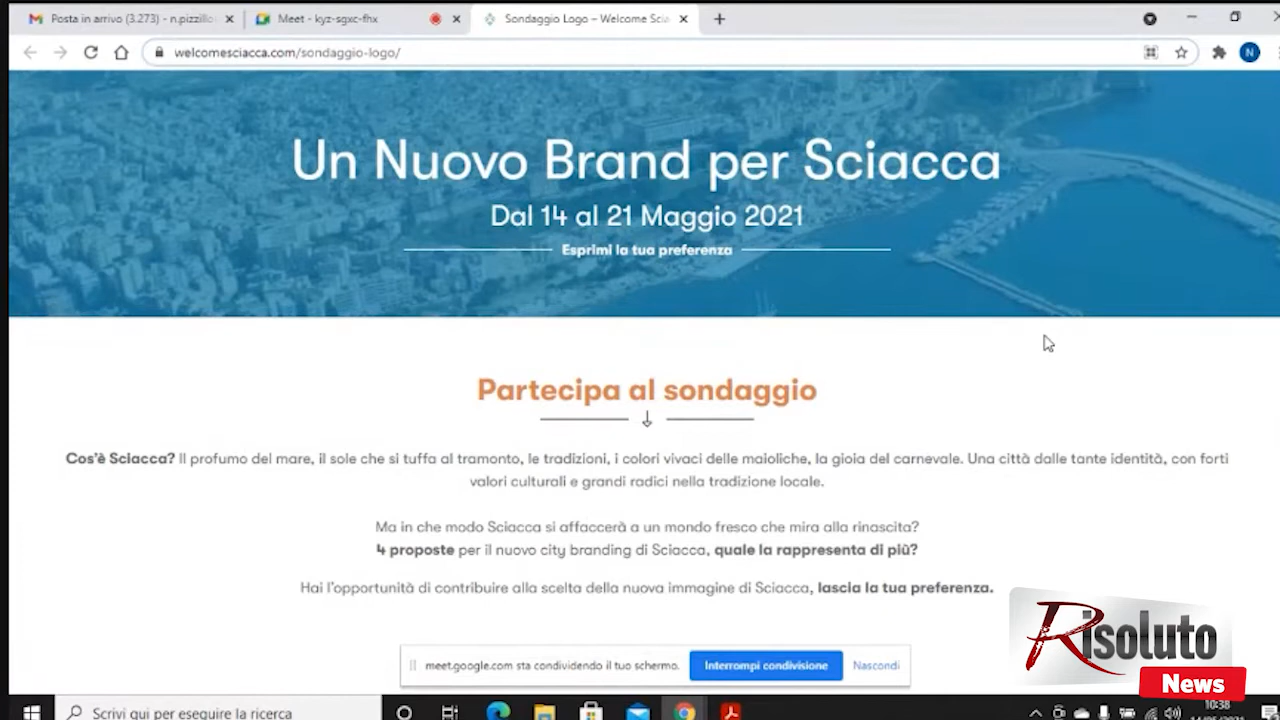 Posta in arrivo (3.273) - n.pizzillo
Meet - kyz-sgxc-fhx
Sondaggio Logo – Welcome Scia
welcomesciacca.com/sondaggio-logo/
N
Un Nuovo Brand per Sciacca
Dal 14 al 21 Maggio 2021
Esprimi la tua preferenza
Partecipa al sondaggio
Cos'è Sciacca? Il profumo del mare, il sole che si tuffa al tramonto, le tradizioni, i colori vivaci delle maioliche, la gioia del carnevale. Una città dalle tante identità, con forti
valori culturali e grandi radici nella tradizione locale.
Ma in che modo Sciacca si affaccerà a un mondo fresco che mira alla rinascita?
4 proposte per il nuovo city branding di Sciacca, quale la rappresenta di più?
Hai l'opportunità di contribuire alla scelta della nuova immagine di Sciacca, lascia la tua preferenza.
Risoluto
News
meet.google.com sta condividendo il tuo schermo.
Interrompi condivisione
Nascondi
Scrivi qui per eseguire la ricerca
10:38